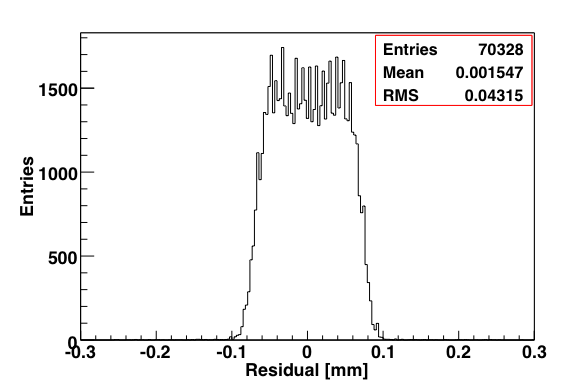 Entries 70328
Mean 0.001547
RMS 0.04315
1500
1000
500
0
Entries
-0.3 -0.2 -0.1 0 0.1 0.2 0.3
Residual [mm]